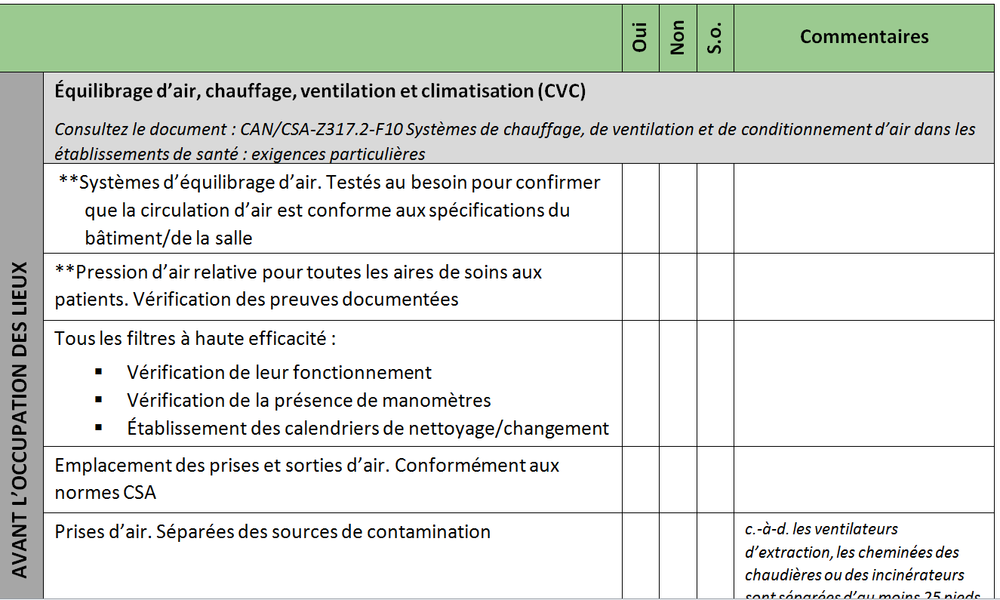 Oui Non S.o. Commentaires
AVANT L’OCCUPATION DES LIEUX
Équilibrage d’air, chauffage, ventilation et climatisation (CVC)
Consultez le document : CAN/CSA-Z317.2-F10 Systèmes de chauffage, de ventilation et de conditionnement d’air dans les
établissements de santé : exigences particulières
**Systèmes d’équilibrage d’air. Testés au besoin pour confirmer
que la circulation d’air est conforme aux spécifications du
bâtiment/de la salle
**Pression d’air relative pour toutes les aires de soins aux
patients. Vérification des preuves documentées
Tous les filtres à haute efficacité :
▪ Vérification de leur fonctionnement
▪ Vérification de la présence de manomètres
▪ Établissement des calendriers de nettoyage/changement
Emplacement des prises et sorties d’air. Conformément aux
normes CSA
Prises d’air. Séparées des sources de contamination
c.-à-d. les ventilateurs
d’extraction, les cheminées des
chaudières ou des incinérateurs
sont séparées d’au moins 25 pieds